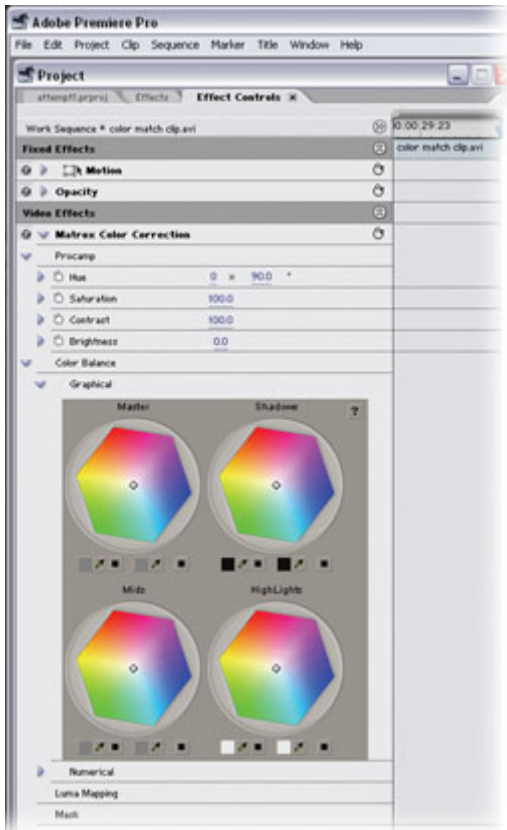 Adobe Premiere Pro
File Edit Project Clip Sequence Marker Title Window Help
Project
attempt1.prproj Effects Effect Controls
Work Sequence * color match clip.avi 0:00:29:23
Fixed Effects color match clip.avi
Motion
Opacity
Video Effects
Matrox Color Correction
Procamp
Hue 0 x 90.0 °
Saturation 100.0
Contrast 100.0
Brightness 0.0
Color Balance
Graphical
Master Shadows ?
Mids HighLights
Numerical
Luma Mapping
Mask